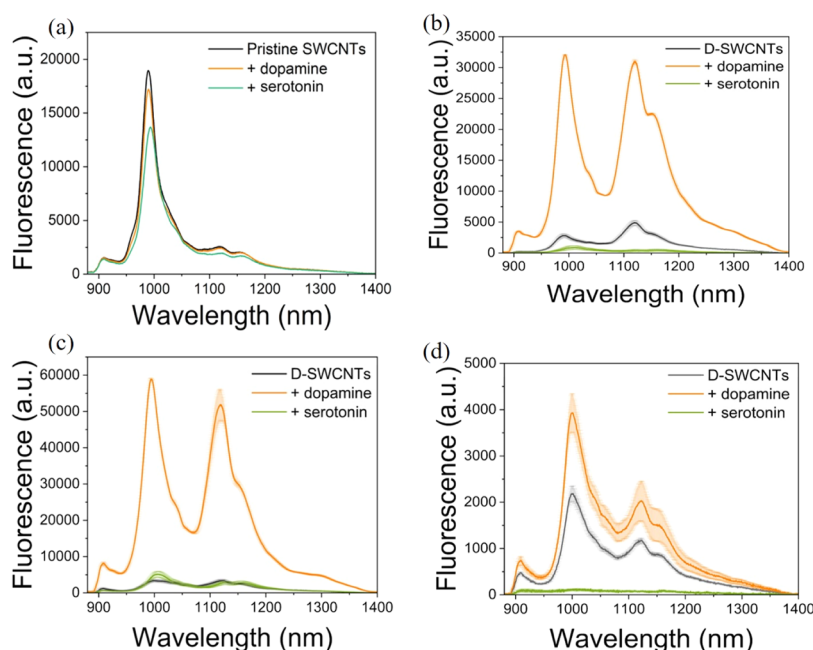 (a)
Fluorescence (a.u.)
20000
15000
10000
5000
0
Pristine SWCNTs
+ dopamine
+ serotonin
900 1000 1100 1200 1300 1400
Wavelength (nm)
(b)
Fluorescence (a.u.)
35000
30000
25000
20000
15000
10000
5000
0
D-SWCNTs
+ dopamine
+ serotonin
900 1000 1100 1200 1300 1400
Wavelength (nm)
(c)
Fluorescence (a.u.)
60000
50000
40000
30000
20000
10000
0
D-SWCNTs
+ dopamine
+ serotonin
900 1000 1100 1200 1300 1400
Wavelength (nm)
(d)
Fluorescence (a.u.)
5000
4000
3000
2000
1000
0
D-SWCNTs
+ dopamine
+ serotonin
900 1000 1100 1200 1300 1400
Wavelength (nm)